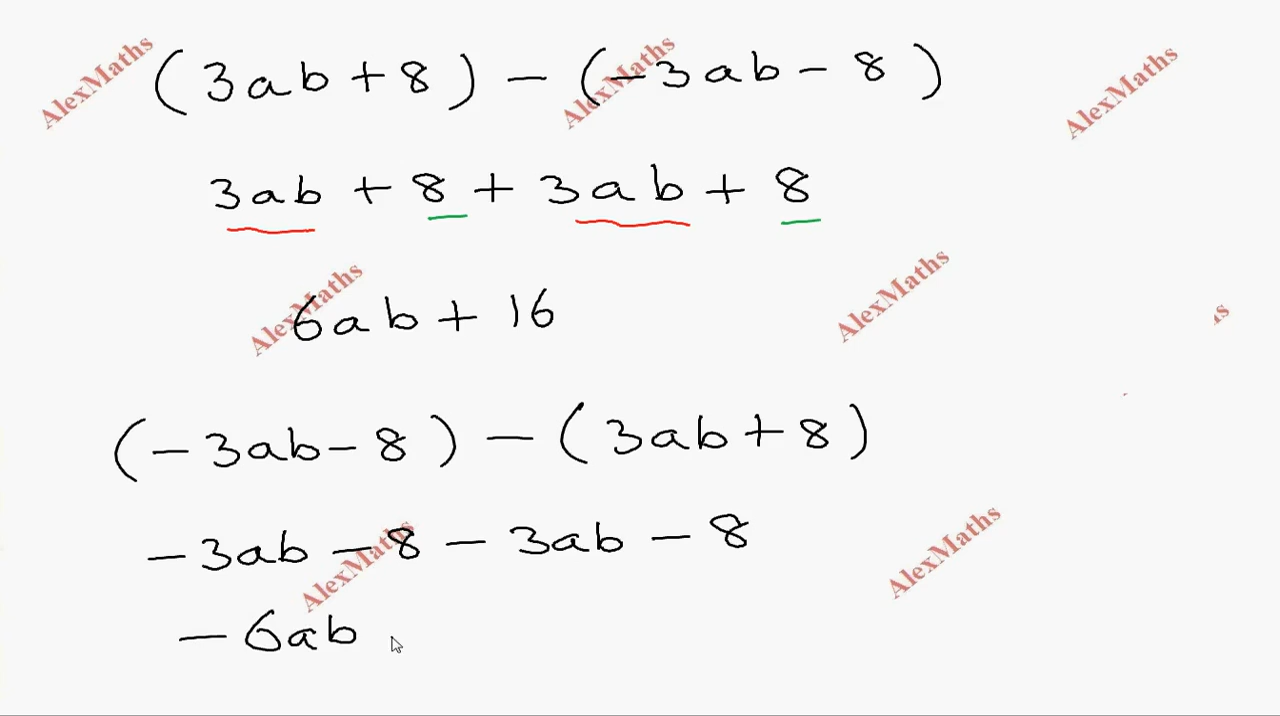 (3ab+8) - (-3ab - 8)
AlexMaths
AlexMaths
AlexMaths
3ab + 8 + 3ab + 8
6ab + 16
AlexMaths
AlexMaths
(-3ab-8) - (3ab+8)
-3ab - 8 - 3ab - 8
AlexMaths
AlexMaths
-6ab